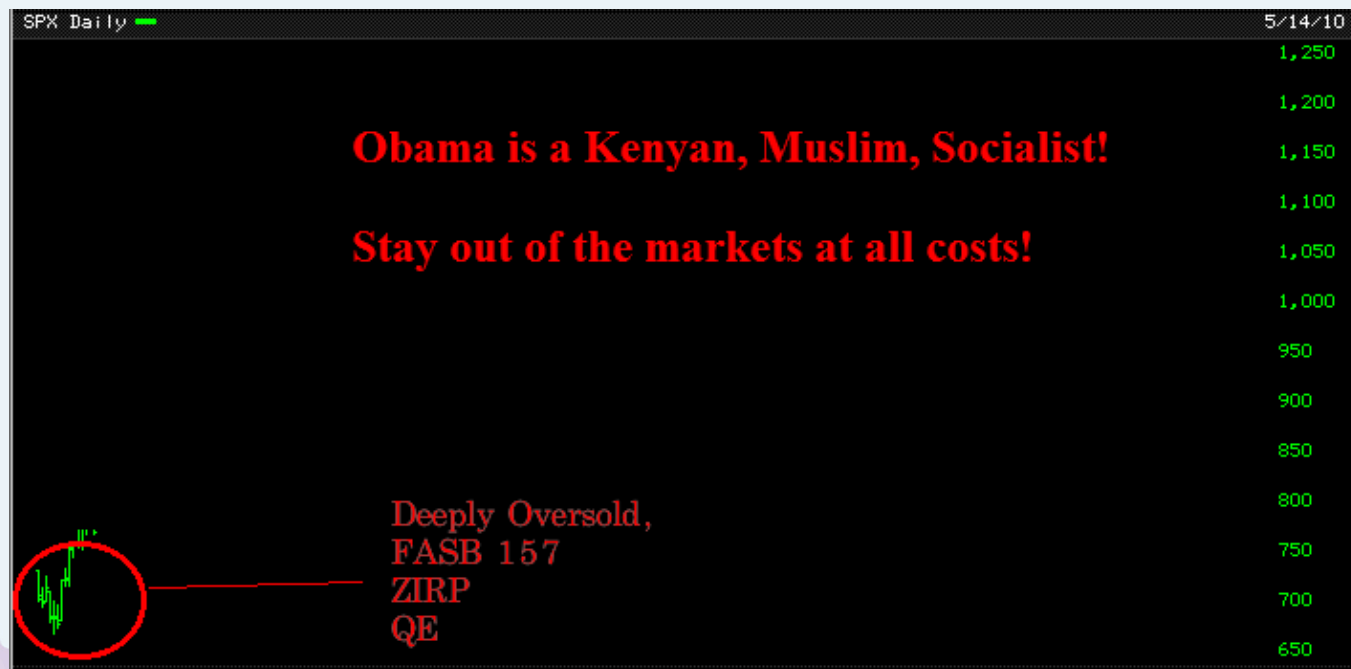 SPX Daily
5/14/10
1,250
1,200
Obama is a Kenyan, Muslim, Socialist!
1,150
1,100
Stay out of the markets at all costs!
1,050
1,000
950
900
850
800
Deeply Oversold,
FASB 157
750
ZIRP
700
QE
650